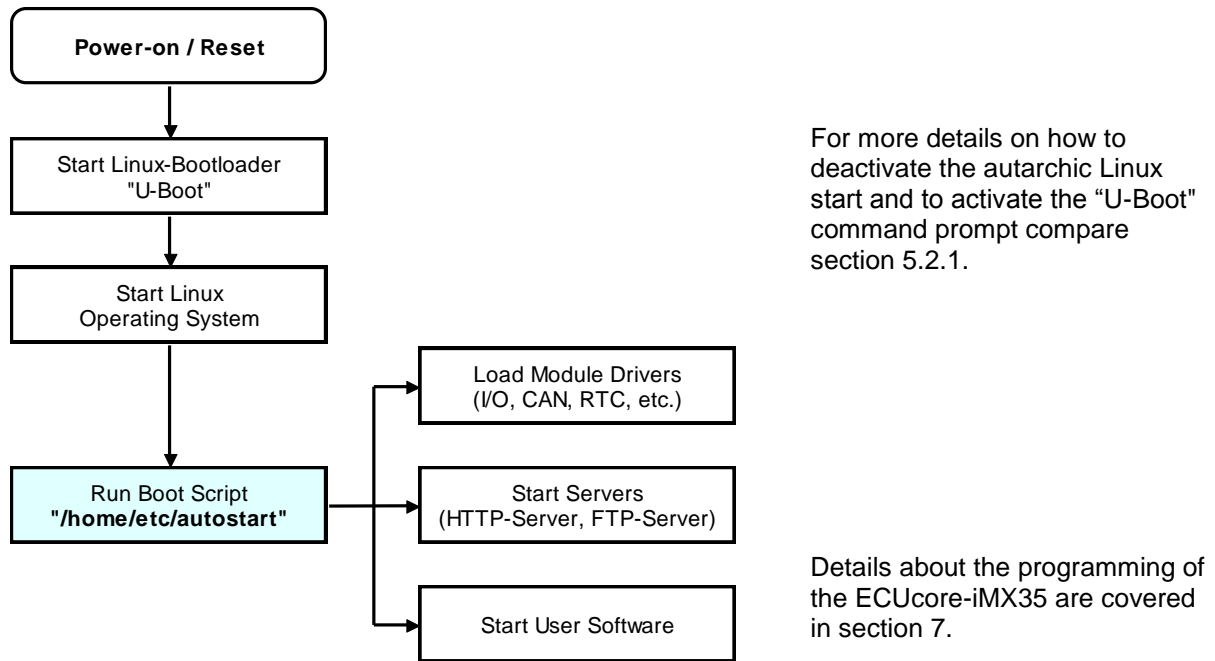 Power-on / Reset
Start Linux-Bootloader
"U-Boot"
For more details on how to
deactivate the autarchic Linux
start and to activate the “U-Boot"
command prompt compare
section 5.2.1.
Start Linux
Operating System
Load Module Drivers
(I/O, CAN, RTC, etc.)
Run Boot Script
"/home/etc/autostart"
Start Servers
(HTTP-Server, FTP-Server)
Start User Software
Details about the programming of
the ECUcore-iMX35 are covered
in section 7.